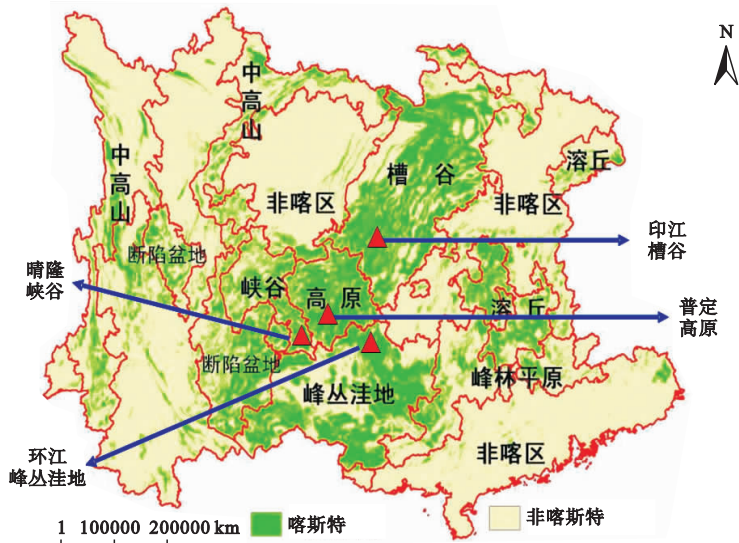 N
中
高
山
中
高
山
槽 谷
溶丘
非喀区
非喀区
印江
槽谷
断陷盆地
晴隆
峡谷
峡谷
高 原
溶 丘
普定
高原
断陷盆地
峰丛洼地
峰林平原
环江
峰丛洼地
非喀区
1 100000 200000 km
喀斯特
非喀斯特